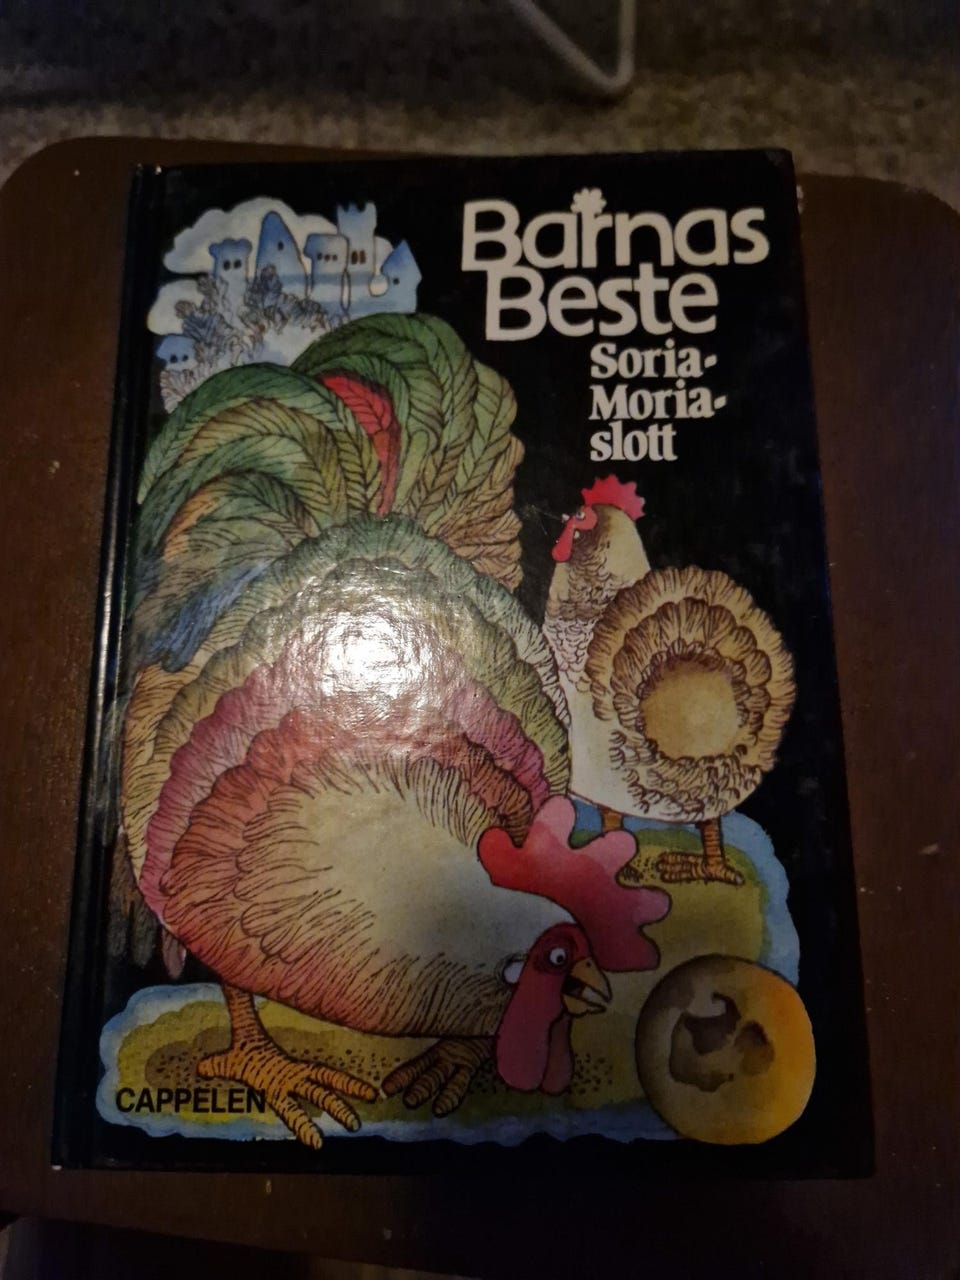 Barnas
Beste
Soria-
Moria-
slott
CAPPELEN